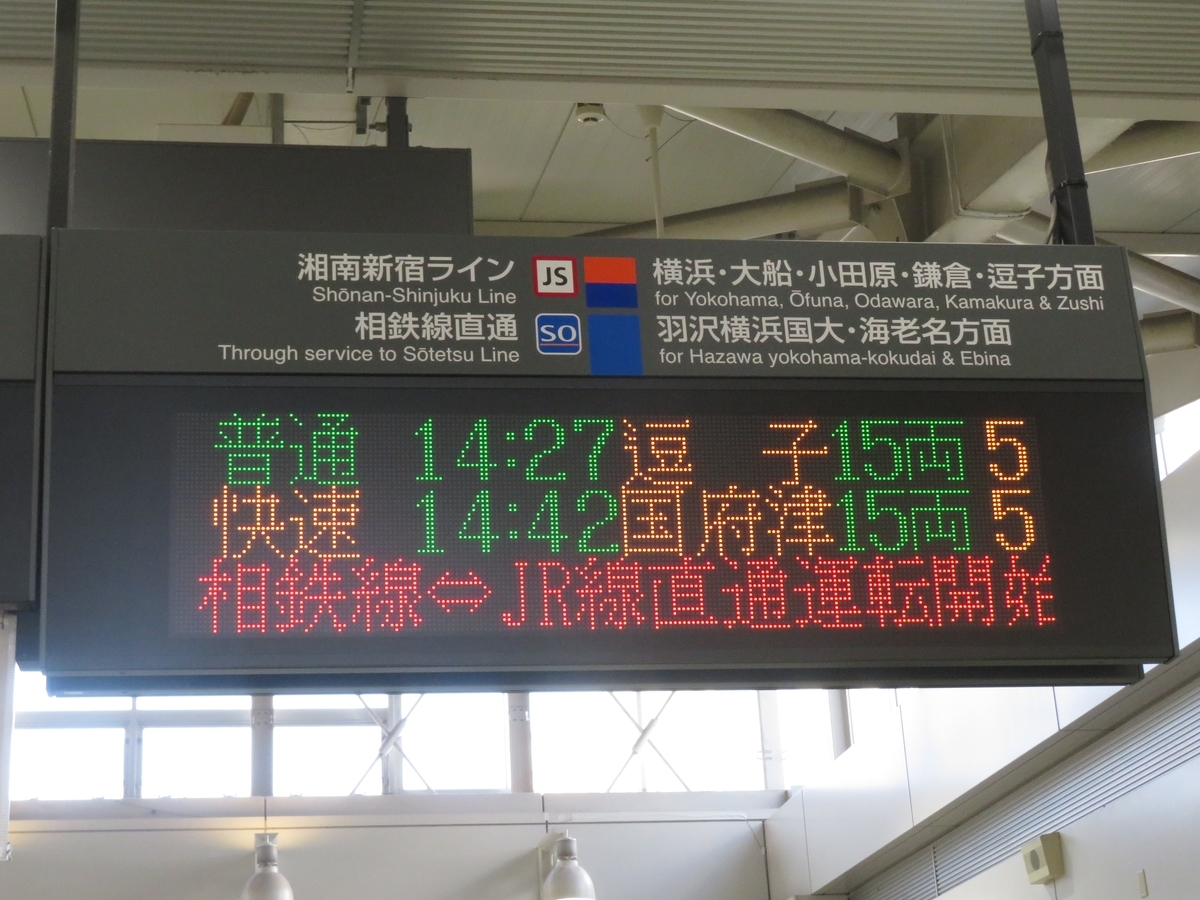 湘南新宿ライン JS 横浜・大船・小田原・鎌倉・逗子方面
Shōnan-Shinjuku Line for Yokohama, Ōfuna, Odawara, Kamakura & Zushi
相鉄線直通 SO 羽沢横浜国大・海老名方面
Through service to Sōtetsu Line for Hazawa yokohama-kokudai & Ebina
普通 14:27 逗子 15両 5
快速 14:42 国府津 15両 5
相鉄線⇔JR線直通運転開始